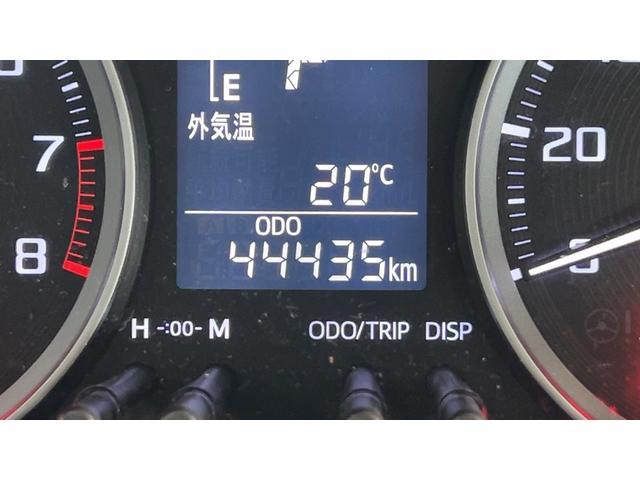 E
外気温
7
20
20°C
ODO
8
44435km
H -:00- M
ODO/TRIP DISP